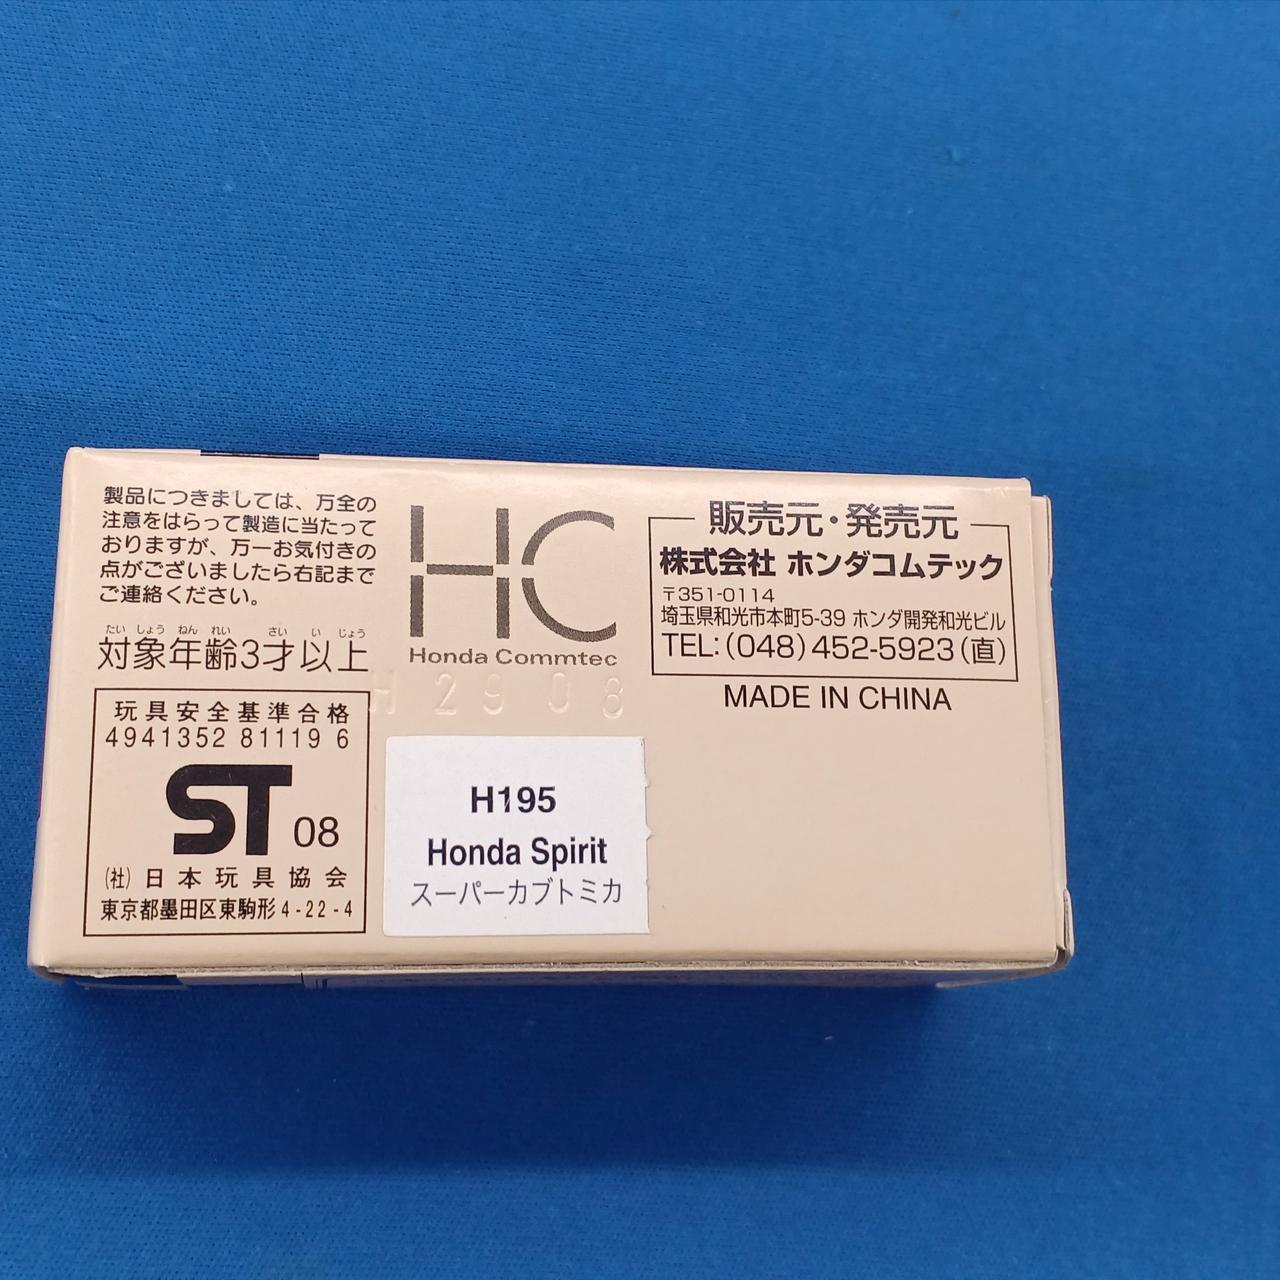 製品につきましては、万全の
注意をはらって製造に当たって
おりますが、万一お気付きの
点がございましたら右記まで
ご連絡ください。
たい しょう ねん れい さい い じょう
対象年齢3才以上
玩具安全基準合格
4941352 81119 6
ST 08
(社)日本玩具協会
東京都墨田区東駒形4-22-4
HC
Honda Commtec
H 29 08
H195
Honda Spirit
スーパーカブトミカ
販売元・発売元
株式会社 ホンダコムテック
〒351-0114
埼玉県和光市本町5-39 ホンダ開発和光ビル
TEL:(048)452-5923(直)
MADE IN CHINA